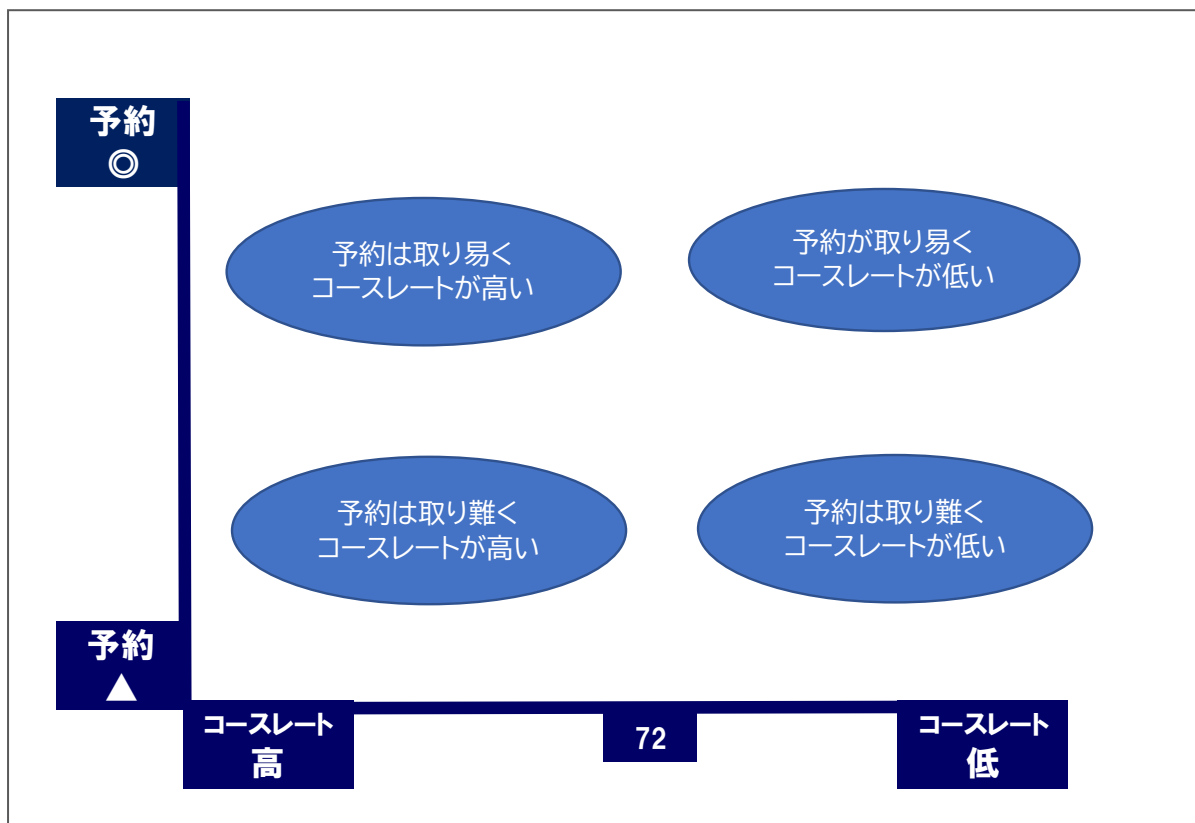 予約
◎
予約は取り易く
コースレートが高い
予約が取り易く
コースレートが低い
予約は取り難く
コースレートが高い
予約は取り難く
コースレートが低い
予約
▲
コースレート
高
72
コースレート
低